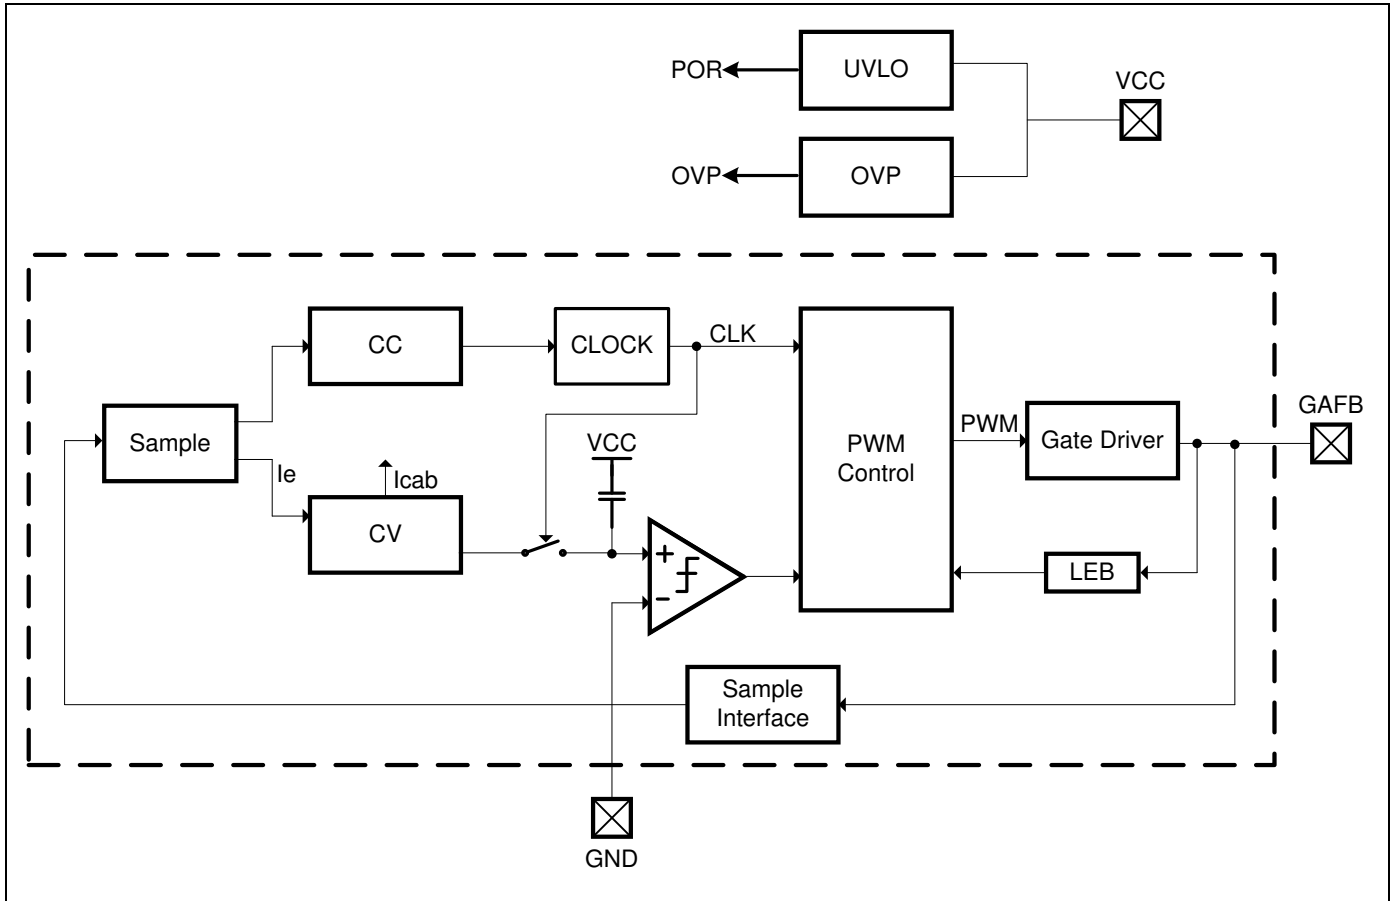 POR
UVLO
VCC
OVP
OVP
CC
CLOCK
CLK
GAFB
Sample
PWM
Control
PWM
Gate Driver
Ie
Icab
VCC
CV
+
−
LEB
Sample
Interface
GND